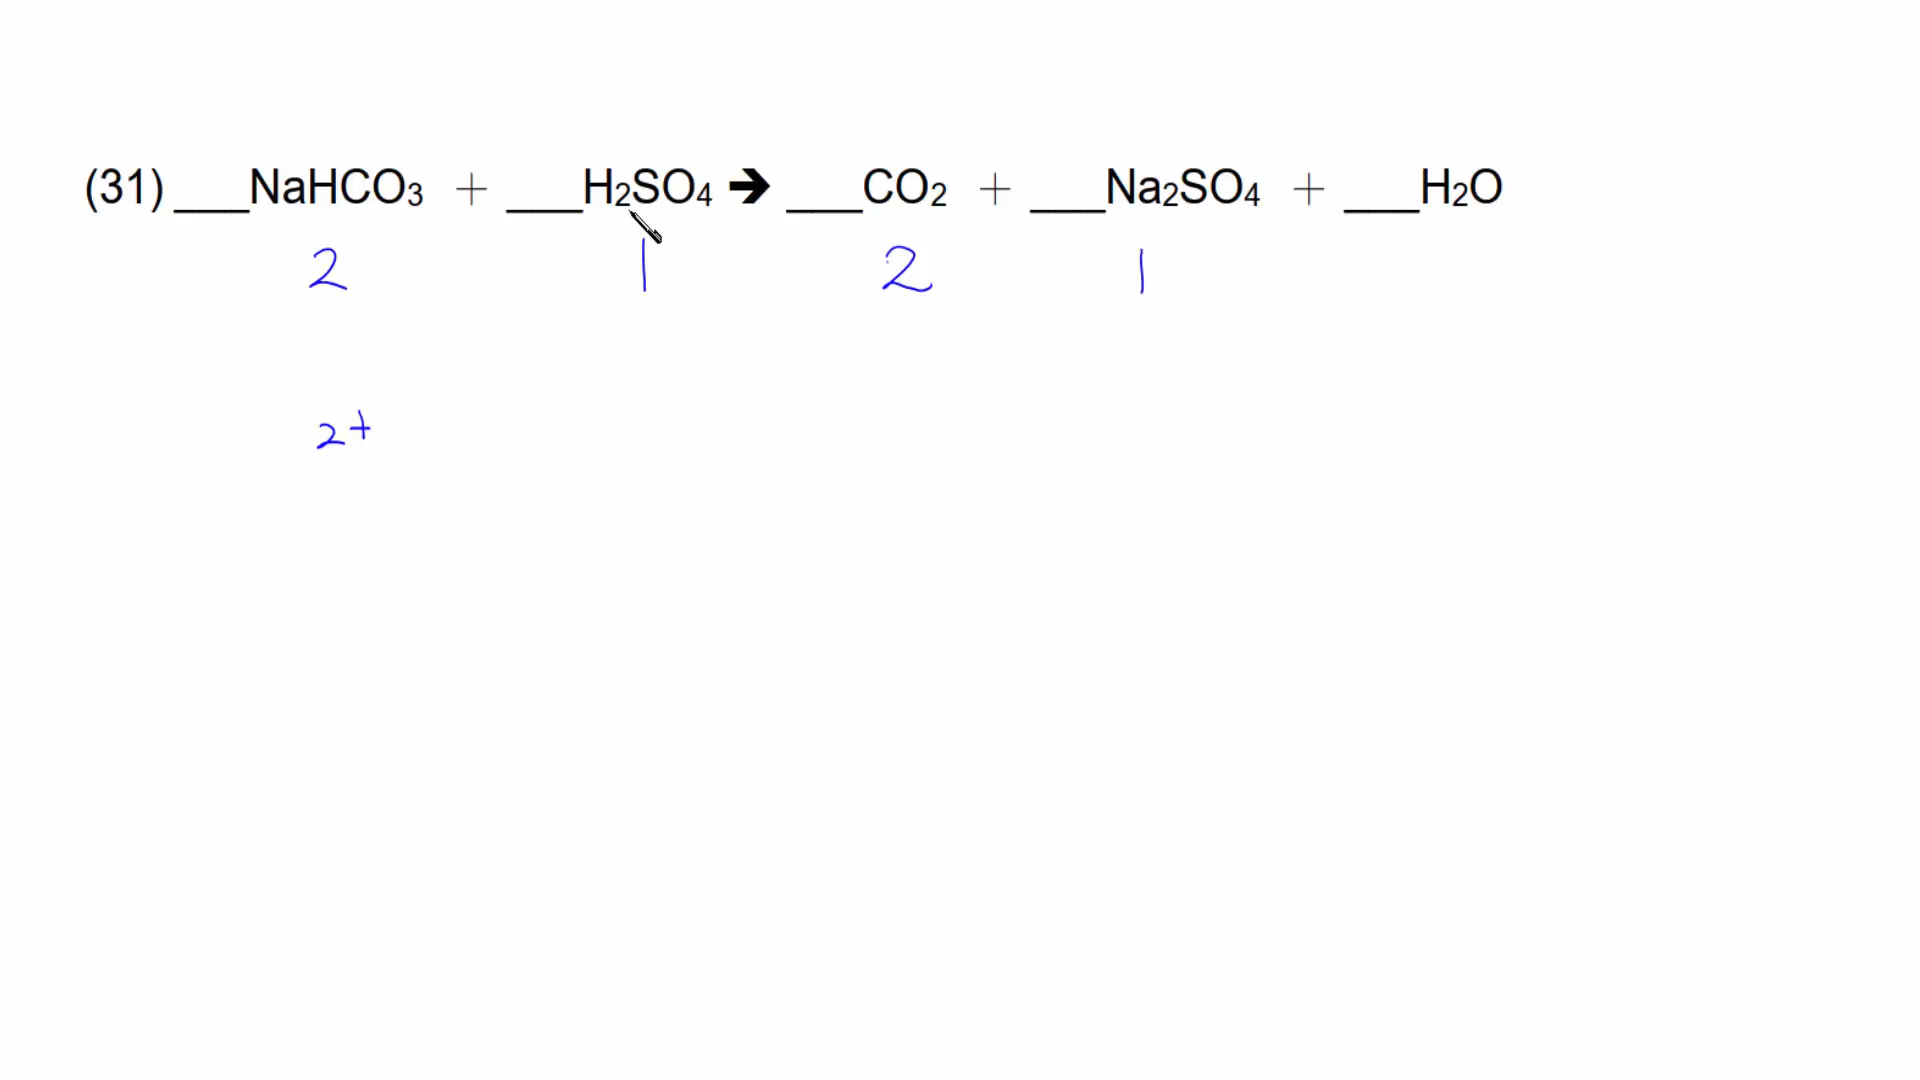 (31) ___NaHCO3 + ___H2SO4 ➔ ___CO2 + ___Na2SO4 + ___H2O
2 1 2 1
2+